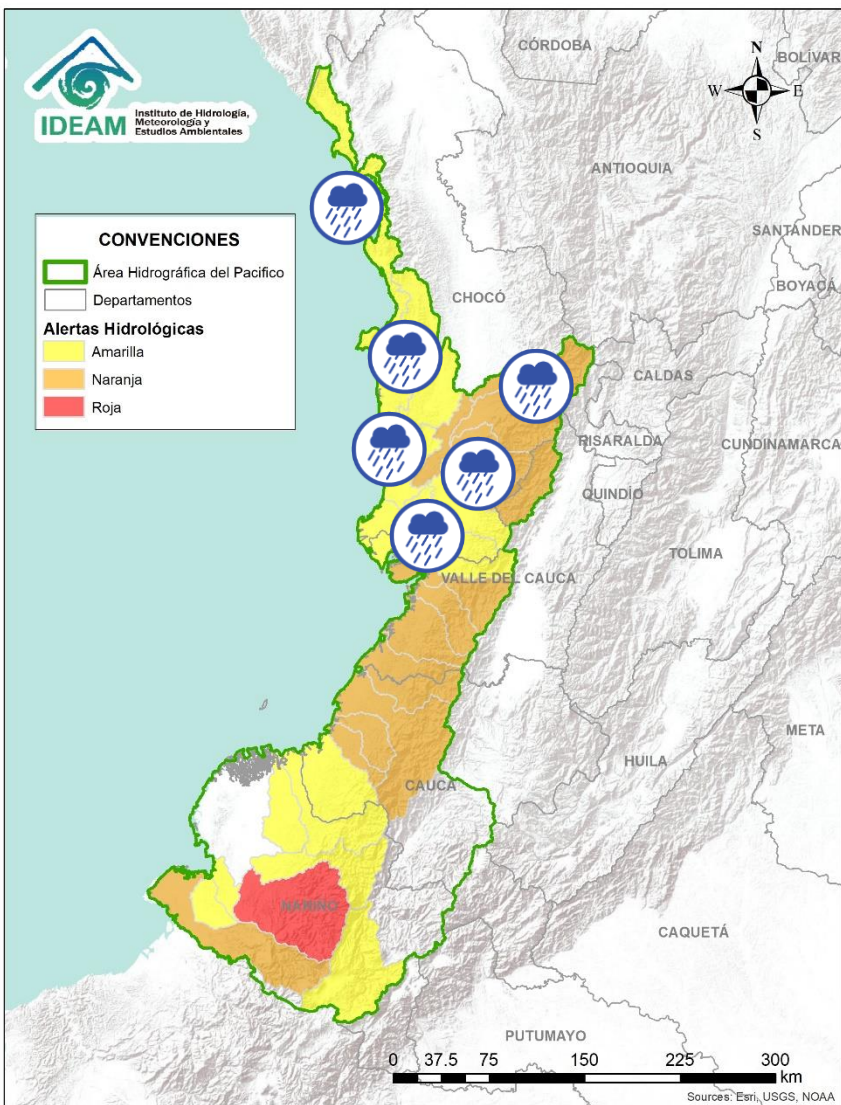 IDEAM
Instituto de Hidrología,
Meteorología y
Estudios Ambientales
CÓRDOBA
BOLÍVAR
N
W
E
S
ANTIOQUIA
SANTANDER
BOYACÁ
CONVENCIONES
Área Hidrográfica del Pacifico
Departamentos
Alertas Hidrológicas
Amarilla
Naranja
Roja
CHOCÓ
CALDAS
RISARALDA
CUNDINAMARCA
QUINDÍO
TOLIMA
VALLE DEL CAUCA
META
HUILA
CAUCA
NARIÑO
CAQUETÁ
PUTUMAYO
0 37.5 75 150 225 300
km
Sources: Esri, USGS, NOAA